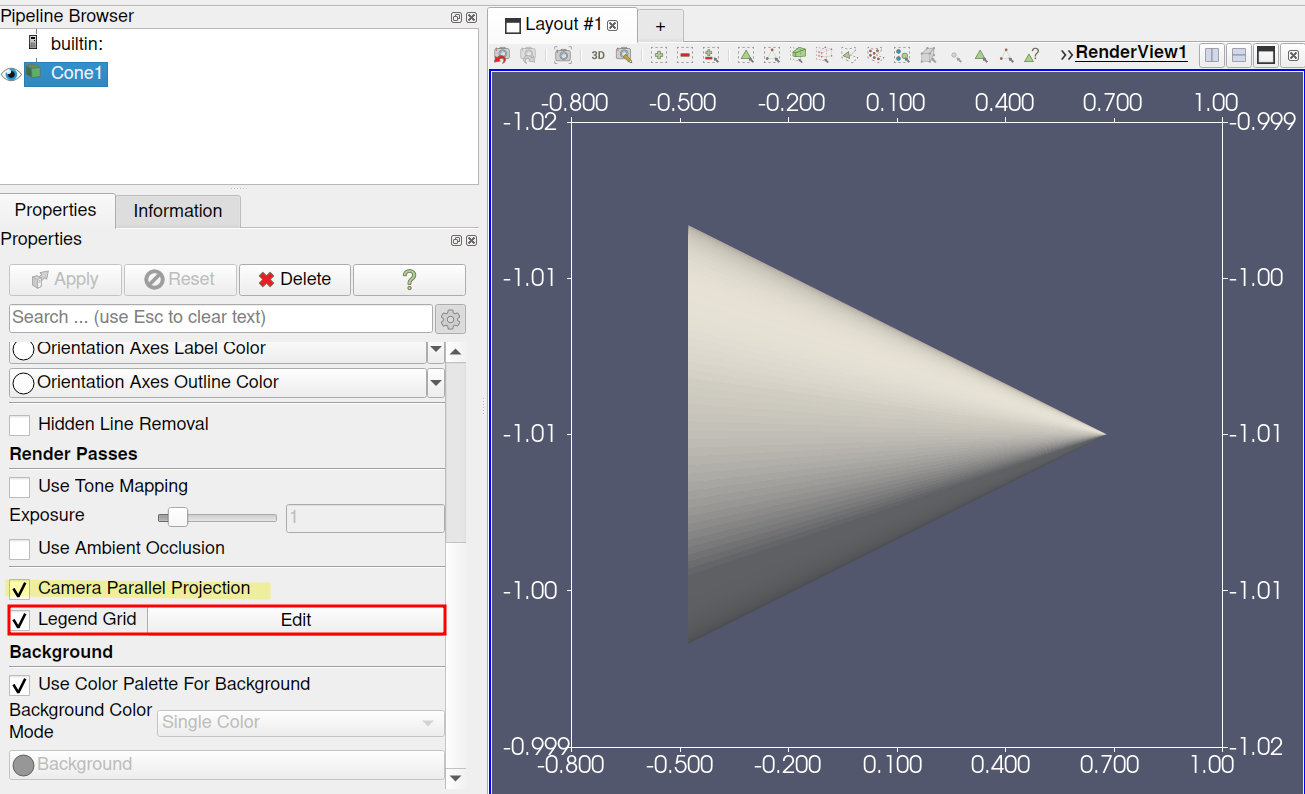 Pipeline Browser
builtin:
Cone1
Properties Information
Properties
Apply Reset Delete ?
Search ... (use Esc to clear text)
Orientation Axes Label Color
Orientation Axes Outline Color
Hidden Line Removal
Render Passes
Use Tone Mapping
Exposure 1
Use Ambient Occlusion
Camera Parallel Projection
Legend Grid Edit
Background
Use Color Palette For Background
Background Color Mode Single Color
Background
Layout #1 +
3D >> RenderView1
-0.800 -0.500 -0.200 0.100 0.400 0.700 1.00
-1.02 -0.999
-1.01 -1.00
-1.01 -1.01
-1.00 -1.01
-0.999 -1.02
-0.800 -0.500 -0.200 0.100 0.400 0.700 1.00